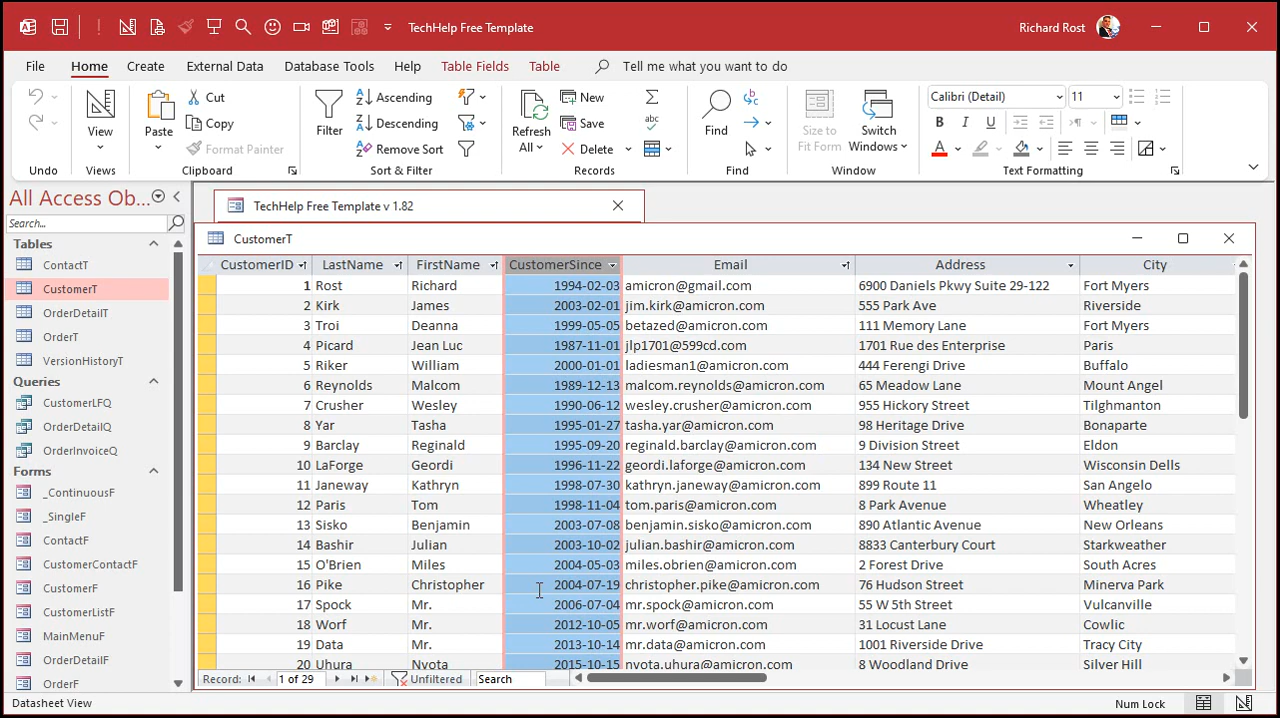 TechHelp Free Template
Richard Rost
File Home Create External Data Database Tools Help Table Fields Table Tell me what you want to do
View
Paste
Cut
Copy
Format Painter
Filter
Ascending
Descending
Remove Sort
Refresh All
New
Save
Delete
Find
Size to Fit Form
Switch Windows
Calibri (Detail) 11
B I U
A
Undo Views Clipboard Sort & Filter Records Find Window Text Formatting
All Access Ob...
Search...
Tables
ContactT
CustomerT
OrderDetailT
OrderT
VersionHistoryT
Queries
CustomerLFQ
OrderDetailQ
OrderInvoiceQ
Forms
_ContinuousF
_SingleF
ContactF
CustomerContactF
CustomerF
CustomerListF
MainMenuF
OrderDetailF
OrderF
TechHelp Free Template v 1.82
CustomerT
CustomerID LastName FirstName CustomerSince Email Address City
1 Rost Richard 1994-02-03 amicron@gmail.com 6900 Daniels Pkwy Suite 29-122 Fort Myers
2 Kirk James 2003-02-01 jim.kirk@amicron.com 555 Park Ave Riverside
3 Troi Deanna 1999-05-05 betazed@amicron.com 111 Memory Lane Fort Myers
4 Picard Jean Luc 1987-11-01 jlp1701@599cd.com 1701 Rue des Enterprise Paris
5 Riker William 2000-01-01 ladiesman1@amicron.com 444 Ferengi Drive Buffalo
6 Reynolds Malcom 1989-12-13 malcom.reynolds@amicron.com 65 Meadow Lane Mount Angel
7 Crusher Wesley 1990-06-12 wesley.crusher@amicron.com 955 Hickory Street Tilghmanton
8 Yar Tasha 1995-01-27 tasha.yar@amicron.com 98 Heritage Drive Bonaparte
9 Barclay Reginald 1995-09-20 reginald.barclay@amicron.com 9 Division Street Eldon
10 LaForge Geordi 1996-11-22 geordi.laforge@amicron.com 134 New Street Wisconsin Dells
11 Janeway Kathryn 1998-07-30 kathryn.janeway@amicron.com 899 Route 11 San Angelo
12 Paris Tom 1998-11-04 tom.paris@amicron.com 8 Park Avenue Wheatley
13 Sisko Benjamin 2003-07-08 benjamin.sisko@amicron.com 890 Atlantic Avenue New Orleans
14 Bashir Julian 2003-10-02 julian.bashir@amicron.com 8833 Canterbury Court Starkweather
15 O'Brien Miles 2004-05-03 miles.obrien@amicron.com 2 Forest Drive South Acres
16 Pike Christopher 2004-07-19 christopher.pike@amicron.com 76 Hudson Street Minerva Park
17 Spock Mr. 2006-07-04 mr.spock@amicron.com 55 W 5th Street Vulcanville
18 Worf Mr. 2012-10-05 mr.worf@amicron.com 31 Locust Lane Cowlic
19 Data Mr. 2013-10-14 mr.data@amicron.com 1001 Riverside Drive Tracy City
20 Uhura Nyota 2015-10-15 nyota.uhura@amicron.com 8 Woodland Drive Silver Hill
Record: 1 of 29 Unfiltered Search
Datasheet View
Num Lock